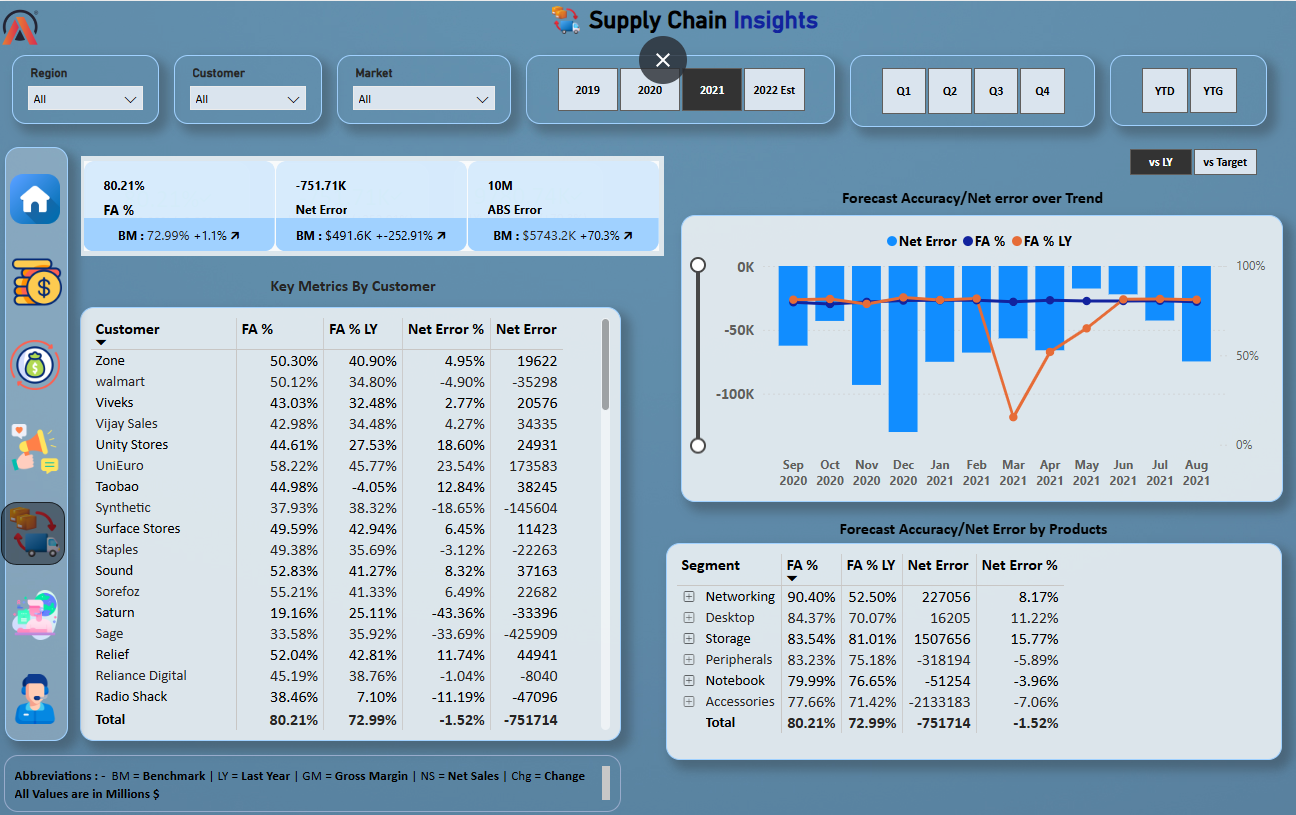 Supply Chain Insights
Region
All
Customer
All
Market
All
2019
2020
2021
2022 Est
Q1
Q2
Q3
Q4
YTD
YTG
vs LY
vs Target
80.21%
FA %
BM : 72.99% +1.1%
-751.71K
Net Error
BM : $491.6K +-252.91%
10M
ABS Error
BM : $5743.2K +70.3%
Key Metrics By Customer
Customer FA % FA % LY Net Error % Net Error
Zone 50.30% 40.90% 4.95% 19622
walmart 50.12% 34.80% -4.90% -35298
Viveks 43.03% 32.48% 2.77% 20576
Vijay Sales 42.98% 34.48% 4.27% 34335
Unity Stores 44.61% 27.53% 18.60% 24931
UniEuro 58.22% 45.77% 23.54% 173583
Taobao 44.98% -4.05% 12.84% 38245
Synthetic 37.93% 38.32% -18.65% -145604
Surface Stores 49.59% 42.94% 6.45% 11423
Staples 49.38% 35.69% -3.12% -22263
Sound 52.83% 41.27% 8.32% 37163
Sorefoz 55.21% 41.33% 6.49% 22682
Saturn 19.16% 25.11% -43.36% -33396
Sage 33.58% 35.92% -33.69% -425909
Relief 52.04% 42.81% 11.74% 44941
Reliance Digital 45.19% 38.76% -1.04% -8040
Radio Shack 38.46% 7.10% -11.19% -47096
Total 80.21% 72.99% -1.52% -751714
Forecast Accuracy/Net error over Trend
Net Error FA % FA % LY
0K
-50K
-100K
100%
50%
0%
Sep 2020
Oct 2020
Nov 2020
Dec 2020
Jan 2021
Feb 2021
Mar 2021
Apr 2021
May 2021
Jun 2021
Jul 2021
Aug 2021
Forecast Accuracy/Net Error by Products
Segment FA % FA % LY Net Error Net Error %
Networking 90.40% 52.50% 227056 8.17%
Desktop 84.37% 70.07% 16205 11.22%
Storage 83.54% 81.01% 1507656 15.77%
Peripherals 83.23% 75.18% -318194 -5.89%
Notebook 79.99% 76.65% -51254 -3.96%
Accessories 77.66% 71.42% -2133183 -7.06%
Total 80.21% 72.99% -751714 -1.52%
Abbreviations : - BM = Benchmark | LY = Last Year | GM = Gross Margin | NS = Net Sales | Chg = Change
All Values are in Millions $